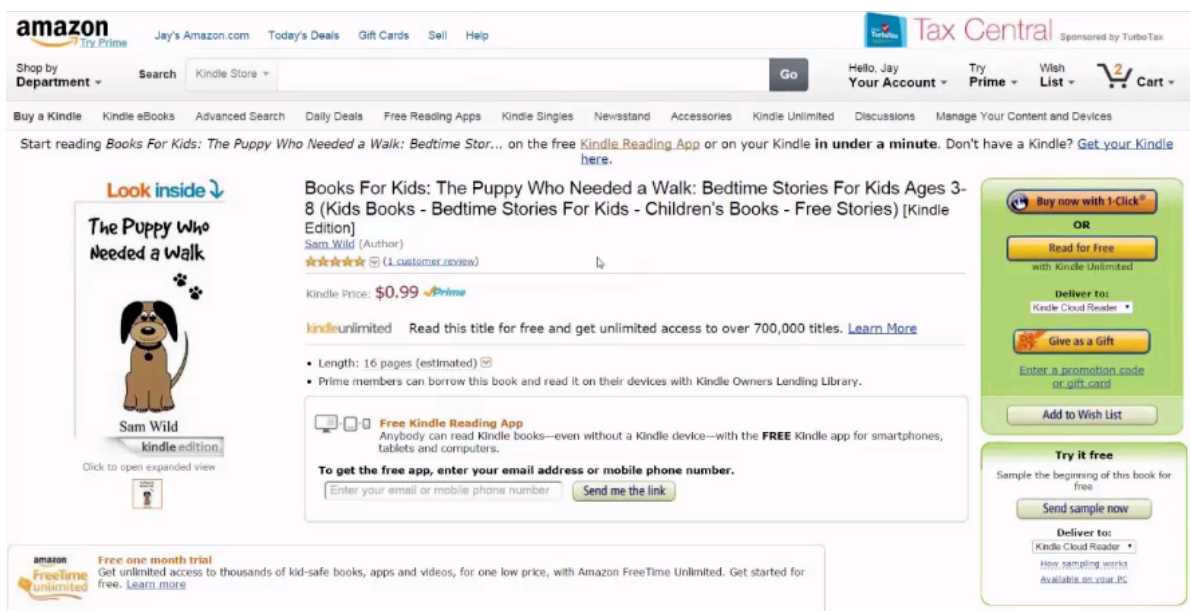 amazon
Try Prime
Jay's Amazon.com Today's Deals Gift Cards Sell Help
Tax Central Sponsored by TurboTax
Shop by
Department
Search Kindle Store Go
Hello, Jay
Your Account
Try
Prime
Wish
List
2
Cart
Buy a Kindle Kindle eBooks Advanced Search Daily Deals Free Reading Apps Kindle Singles Newsstand Accessories Kindle Unlimited Discussions Manage Your Content and Devices
Start reading Books For Kids: The Puppy Who Needed a Walk: Bedtime Stor... on the free Kindle Reading App or on your Kindle in under a minute. Don't have a Kindle? Get your Kindle
here.
Look inside
The Puppy Who
Needed a Walk
Sam Wild
kindle edition
Click to open expanded view
Books For Kids: The Puppy Who Needed a Walk: Bedtime Stories For Kids Ages 3-
8 (Kids Books - Bedtime Stories For Kids - Children's Books - Free Stories) [Kindle
Edition]
Sam Wild (Author)
(1 customer review)
Kindle Price: $0.99 Prime
kindleunlimited Read this title for free and get unlimited access to over 700,000 titles. Learn More
• Length: 16 pages (estimated)
• Prime members can borrow this book and read it on their devices with Kindle Owners Lending Library.
Free Kindle Reading App
Anybody can read Kindle books—even without a Kindle device—with the FREE Kindle app for smartphones,
tablets and computers.
To get the free app, enter your email address or mobile phone number.
Enter your email or mobile phone number Send me the link
Buy now with 1-Click®
OR
Read for Free
with Kindle Unlimited
Deliver to:
Kindle Cloud Reader
Give as a Gift
Enter a promotion code
or gift card
Add to Wish List
Try it free
Sample the beginning of this book for
free
Send sample now
Deliver to:
Kindle Cloud Reader
How sampling works
Available on your PC
amazon
FreeTime
unlimited
Free one month trial
Get unlimited access to thousands of kid-safe books, apps and videos, for one low price, with Amazon FreeTime Unlimited. Get started for
free. Learn more